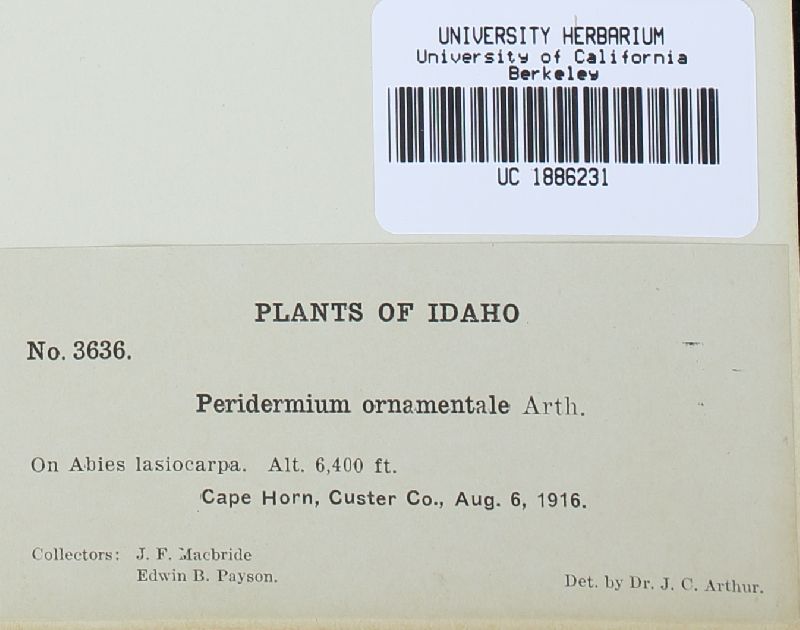 UNIVERSITY HERBARIUM
University of California
Berkeley
UC 1886231
PLANTS OF IDAHO
No. 3636.
Peridermium ornamentale Arth.
On Abies lasiocarpa. Alt. 6,400 ft.
Cape Horn, Custer Co., Aug. 6, 1916.
Collectors: J. F. Macbride
Edwin B. Payson.
Det. by Dr. J. C. Arthur.